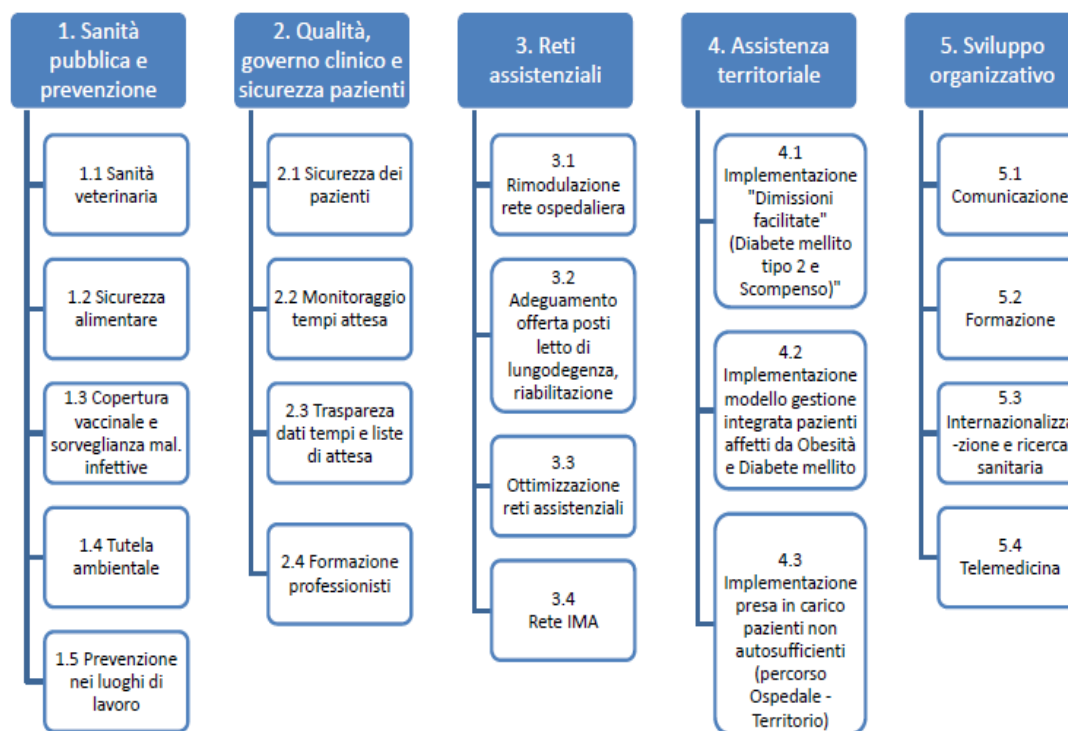 1. Sanità
pubblica e
prevenzione
1.1 Sanità
veterinaria
1.2 Sicurezza
alimentare
1.3 Copertura
vaccinale e
sorveglianza mal.
infettive
1.4 Tutela
ambientale
1.5 Prevenzione
nei luoghi di
lavoro
2. Qualità,
governo clinico e
sicurezza pazienti
2.1 Sicurezza dei
pazienti
2.2 Monitoraggio
tempi attesa
2.3 Traspareza
dati tempi e liste
di attesa
2.4 Formazione
professionisti
3. Reti
assistenziali
3.1
Rimodulazione
rete ospedaliera
3.2
Adeguamento
offerta posti
letto di
lungodegenza,
riabilitazione
3.3
Ottimizzazione
reti assistenziali
3.4
Rete IMA
4. Assistenza
territoriale
4.1
Implementazione
"Dimissioni
facilitate"
(Diabete mellito
tipo 2 e
Scompenso)"
4.2
Implementazione
modello gestione
integrata pazienti
affetti da Obesità
e Diabete mellito
4.3
Implementazione
presa in carico
pazienti non
autosufficienti
(percorso
Ospedale -
Territorio)
5. Sviluppo
organizzativo
5.1
Comunicazione
5.2
Formazione
5.3
Internazionalizza
-zione e ricerca
sanitaria
5.4
Telemedicina